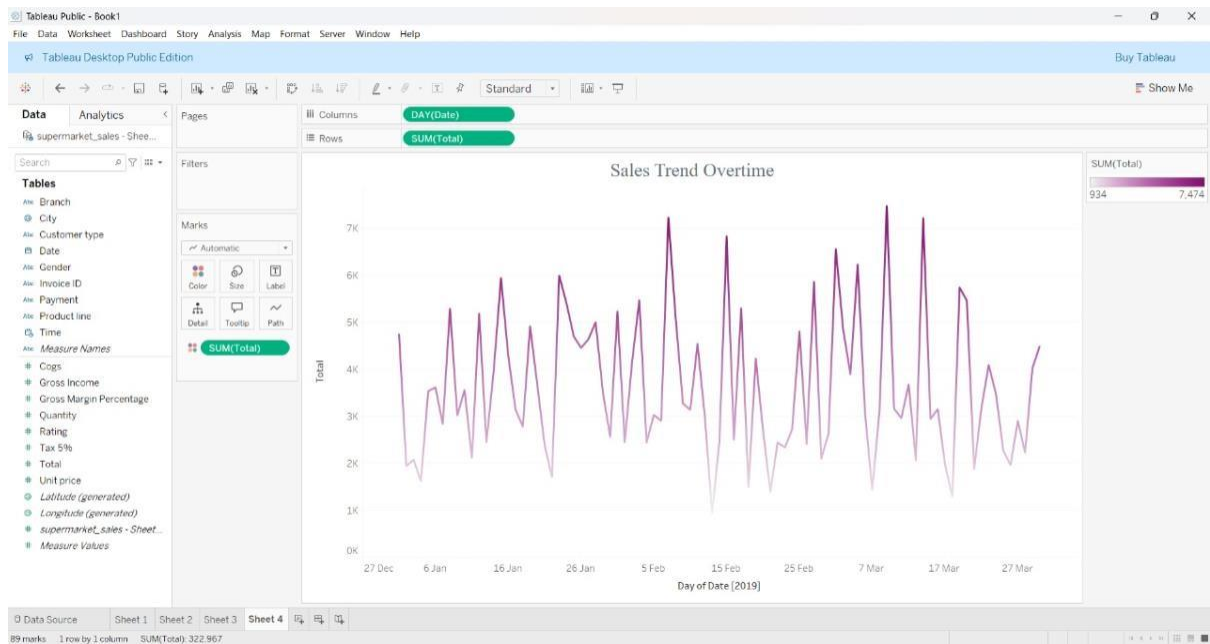 Tableau Public - Book1
File Data Worksheet Dashboard Story Analysis Map Format Server Window Help
Tableau Desktop Public Edition
Buy Tableau
Standard
Show Me
Data
Analytics
supermarket_sales - Shee...
Search
Tables
Abc Branch
City
Abc Customer type
Date
Abc Gender
Abc Invoice ID
Abc Payment
Abc Product line
Time
Abc Measure Names
# Cogs
# Gross Income
# Gross Margin Percentage
# Quantity
# Rating
# Tax 5%
# Total
# Unit price
Latitude (generated)
Longitude (generated)
# supermarket_sales - Sheet...
# Measure Values
Pages
Filters
Marks
Automatic
Color Size Label
Detail Tooltip Path
SUM(Total)
Columns
DAY(Date)
Rows
SUM(Total)
Sales Trend Overtime
Total
7K
6K
5K
4K
3K
2K
1K
0K
27 Dec 6 Jan 16 Jan 26 Jan 5 Feb 15 Feb 25 Feb 7 Mar 17 Mar 27 Mar
Day of Date [2019]
SUM(Total)
934 7,474
Data Source Sheet 1 Sheet 2 Sheet 3 Sheet 4
89 marks 1 row by 1 column SUM(Total): 322.967